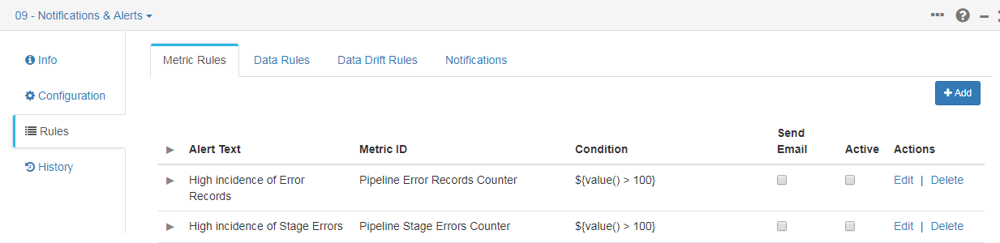 09 - Notifications & Alerts
Info
Configuration
Rules
History
Metric Rules Data Rules Data Drift Rules Notifications
Add
Alert Text Metric ID Condition Send Email Active Actions
High incidence of Error Pipeline Error Records Counter ${value() > 100} Edit | Delete
Records
High incidence of Stage Errors Pipeline Stage Errors Counter ${value() > 100} Edit | Delete